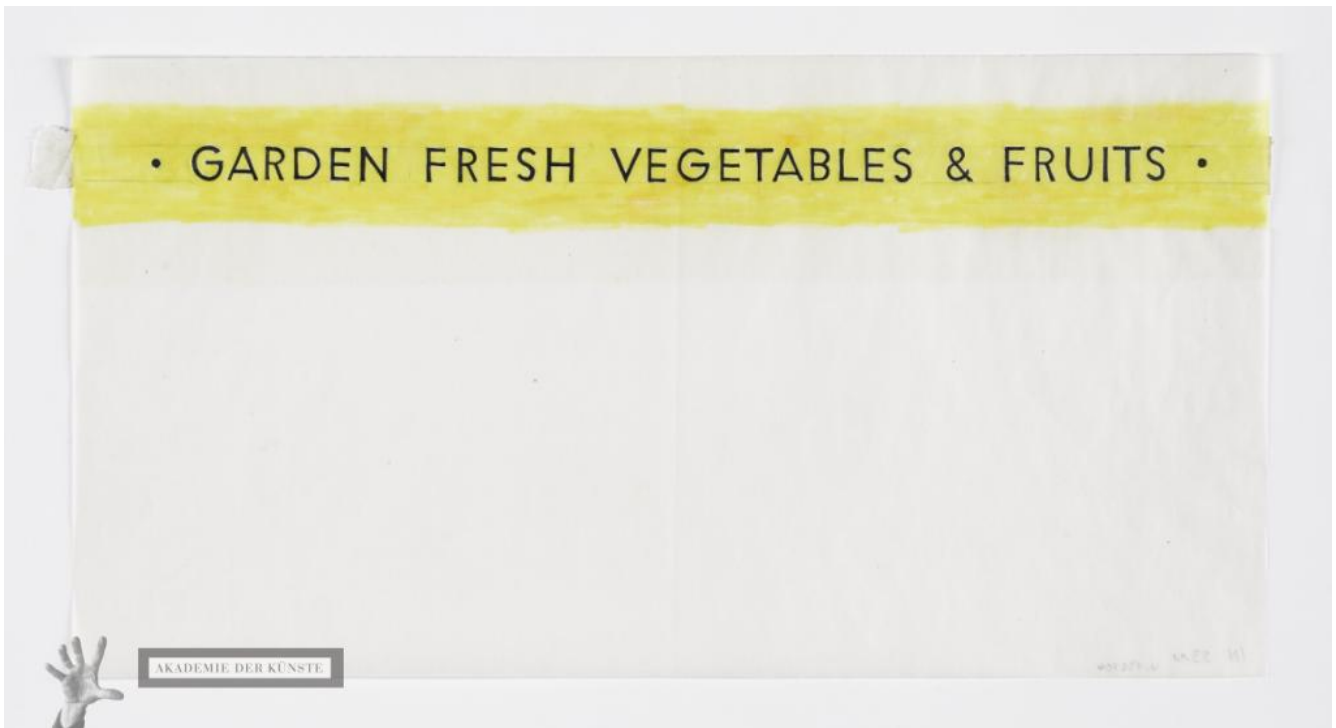 • GARDEN FRESH VEGETABLES & FRUITS •
AKADEMIE DER KÜNSTE